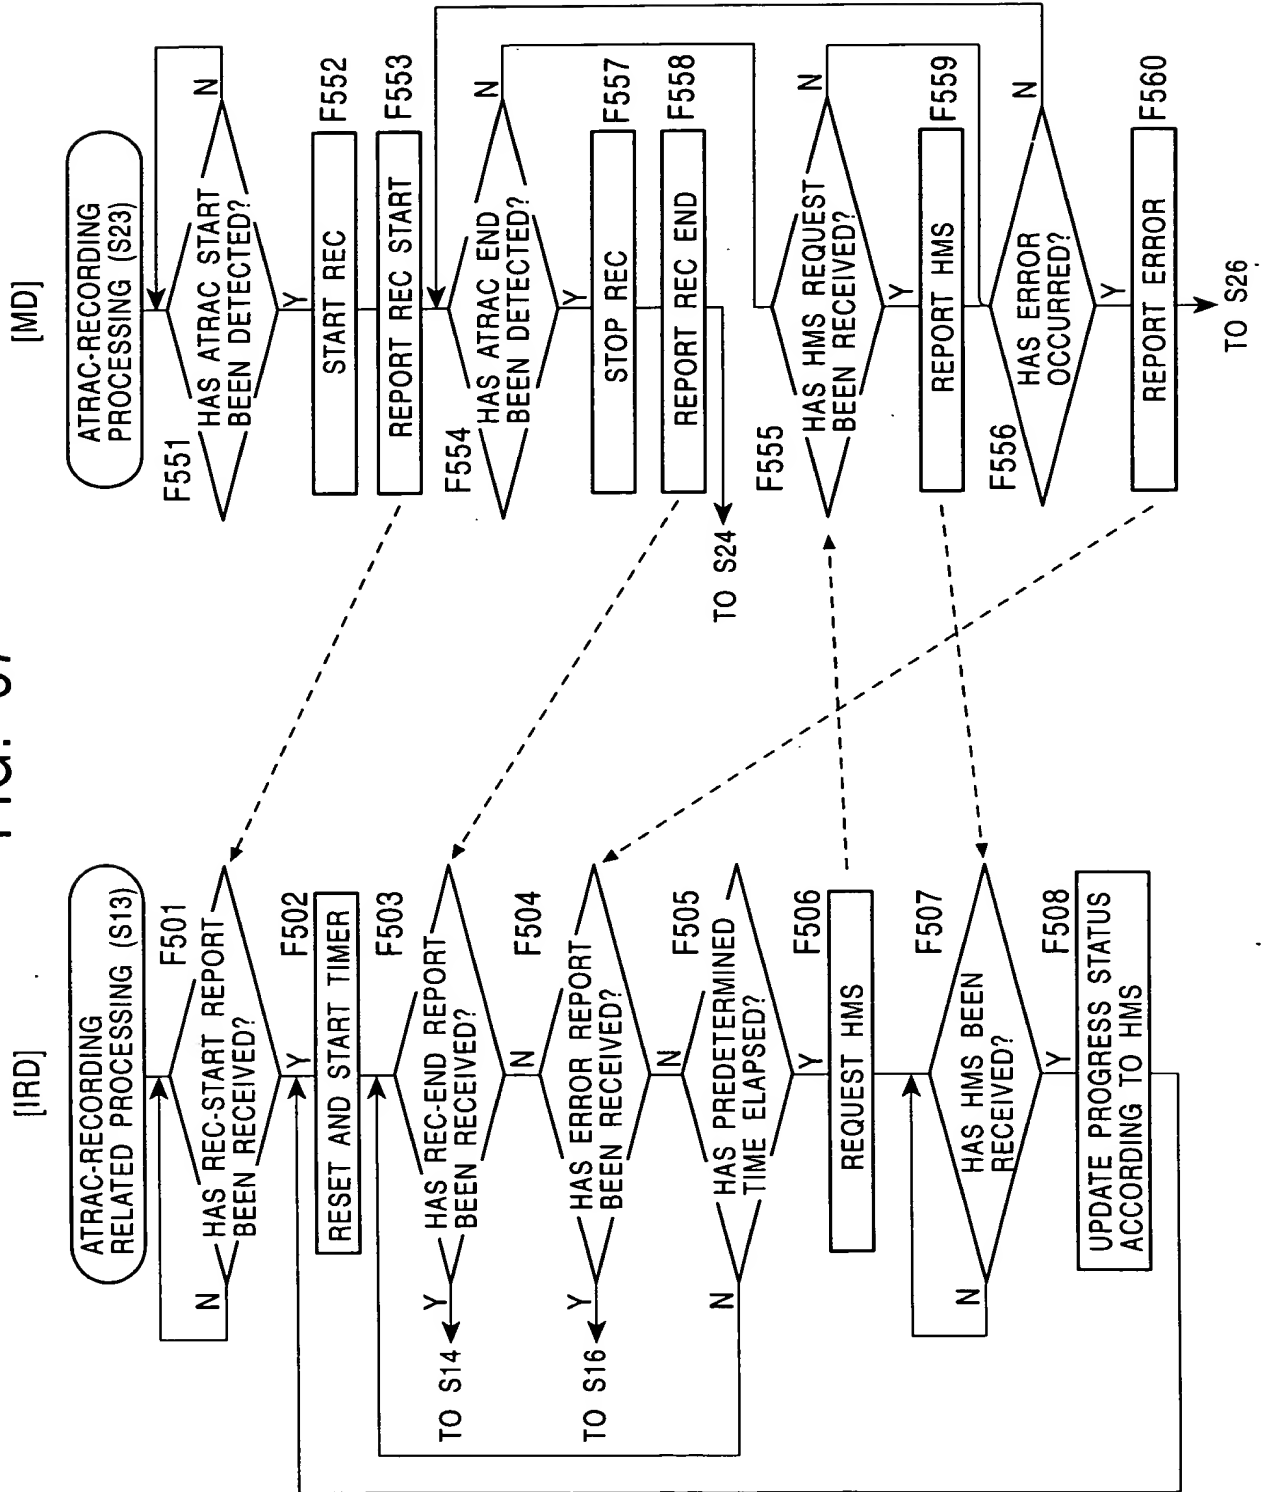 [IRD]
ATRAC-RECORDING
RELATED PROCESSING (S13)
F501
HAS REC-START REPORT
BEEN RECEIVED?
N
Y
F502
RESET AND START TIMER
F503
HAS REC-END REPORT
BEEN RECEIVED?
Y
TO S14
N
F504
HAS ERROR REPORT
BEEN RECEIVED?
Y
TO S16
N
F505
HAS PREDETERMINED
TIME ELAPSED?
N
Y
F506
REQUEST HMS
F507
HAS HMS BEEN
RECEIVED?
N
Y
F508
UPDATE PROGRESS STATUS
ACCORDING TO HMS
[MD]
ATRAC-RECORDING
PROCESSING (S23)
F551
HAS ATRAC START
BEEN DETECTED?
N
Y
START REC
F552
REPORT REC START
F553
F554
HAS ATRAC END
BEEN DETECTED?
N
Y
STOP REC
F557
REPORT REC END
F558
TO S24
F555
HAS HMS REQUEST
BEEN RECEIVED?
N
Y
REPORT HMS
F559
F556
HAS ERROR
OCCURRED?
N
Y
REPORT ERROR
F560
TO S26